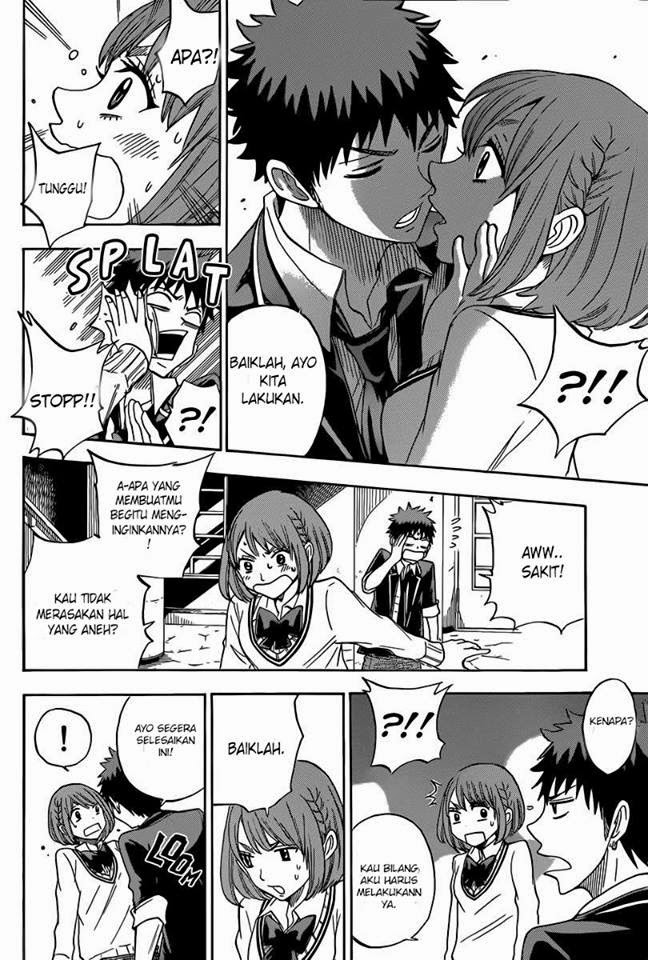 ?!!
BAIKLAH, AYO
KITA
LAKUKAN.
APA?!
TUNGGU!
SPLAT
?!
STOPP!!
AWW..
SAKIT!
A-APA YANG
MEMBUATMU
BEGITU MENG-
INGINKANNYA?
!
KAU TIDAK
MERASAKAN HAL
YANG ANEH?
KENAPA?
?!!
KAU BILANG,
AKU HARUS
MELAKUKANN
YA.
BAIKLAH.
AYO SEGERA
SELESAIKAN
INI!
!
LOOM